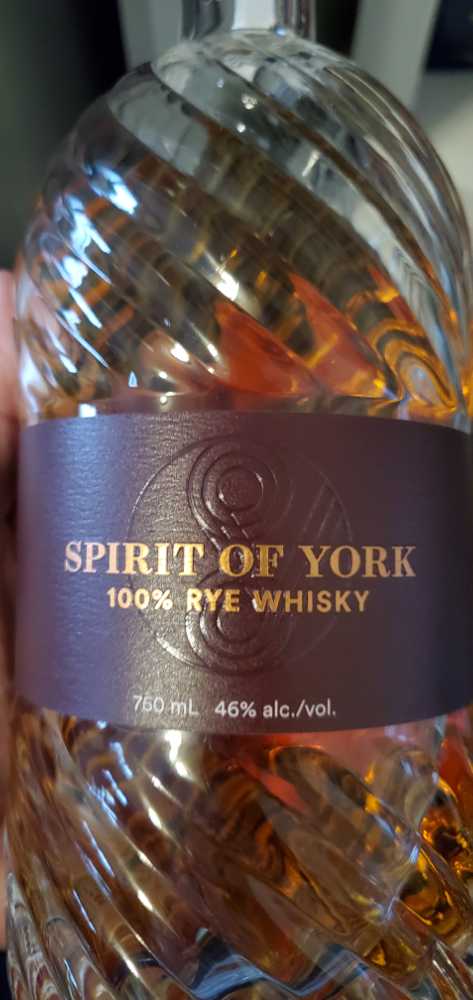 SPIRIT OF YORK
100% RYE WHISKY
750 mL 46% alc./vol.